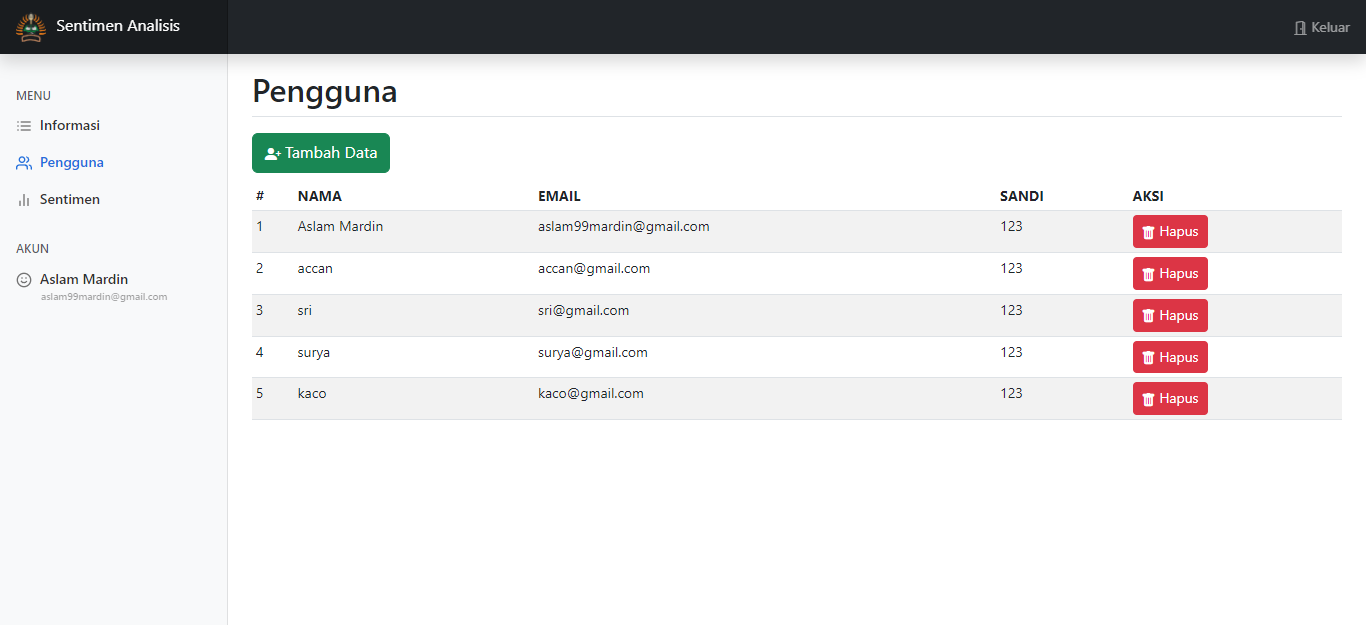 Sentimen Analisis
Keluar
MENU
Informasi
Pengguna
Sentimen
AKUN
Aslam Mardin
aslam99mardin@gmail.com
Pengguna
Tambah Data
# NAMA EMAIL SANDI AKSI
1 Aslam Mardin aslam99mardin@gmail.com 123 Hapus
2 accan accan@gmail.com 123 Hapus
3 sri sri@gmail.com 123 Hapus
4 surya surya@gmail.com 123 Hapus
5 kaco kaco@gmail.com 123 Hapus